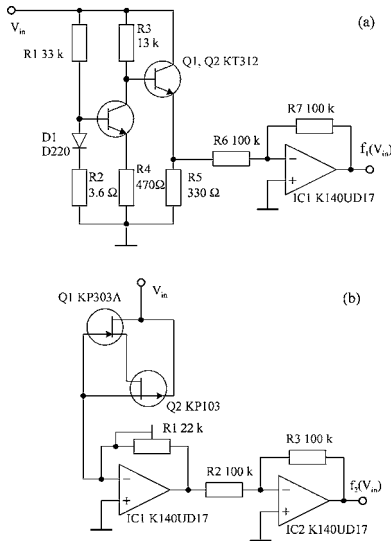 (a)
V_in
R1 33 k
R3
13 k
Q1, Q2 KT312
D1
D220
R2
3.6 Ω
R4
470Ω
R5
330 Ω
R6 100 k
R7 100 k
f₁(V_in)
IC1 K140UD17
(b)
Q1 KP303A
V_in
Q2 KP103
R1 22 k
R2 100 k
R3 100 k
f₂(V_in)
IC1 K140UD17
IC2 K140UD17